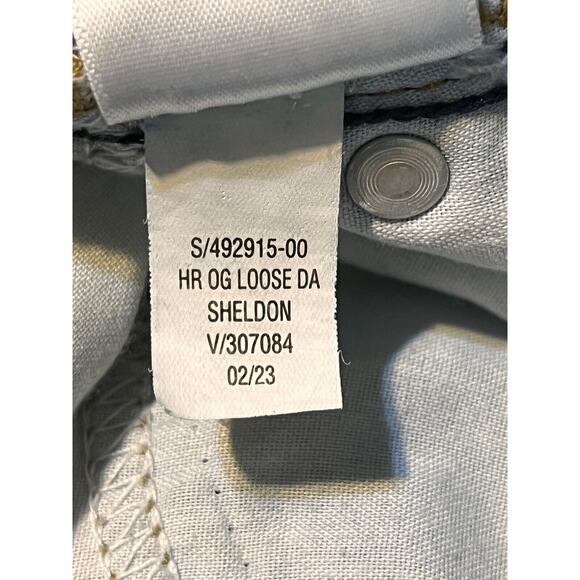 S/492915-00
HR OG LOOSE DA
SHELDON
V/307084
02/23